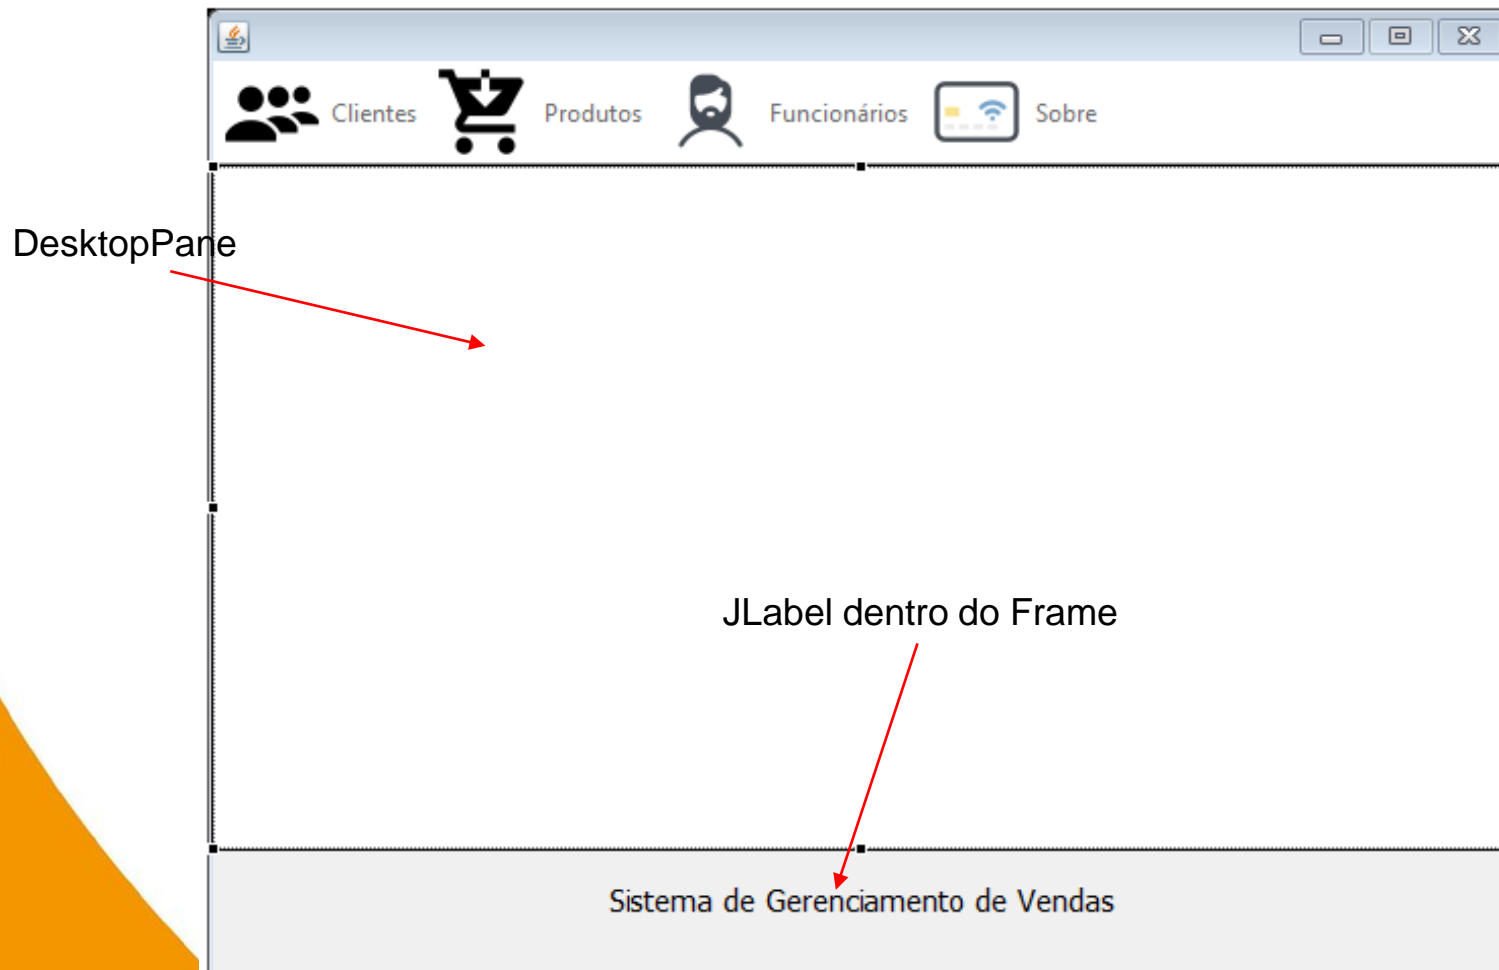 Clientes Produtos Funcionários Sobre
DesktopPane
JLabel dentro do Frame
Sistema de Gerenciamento de Vendas